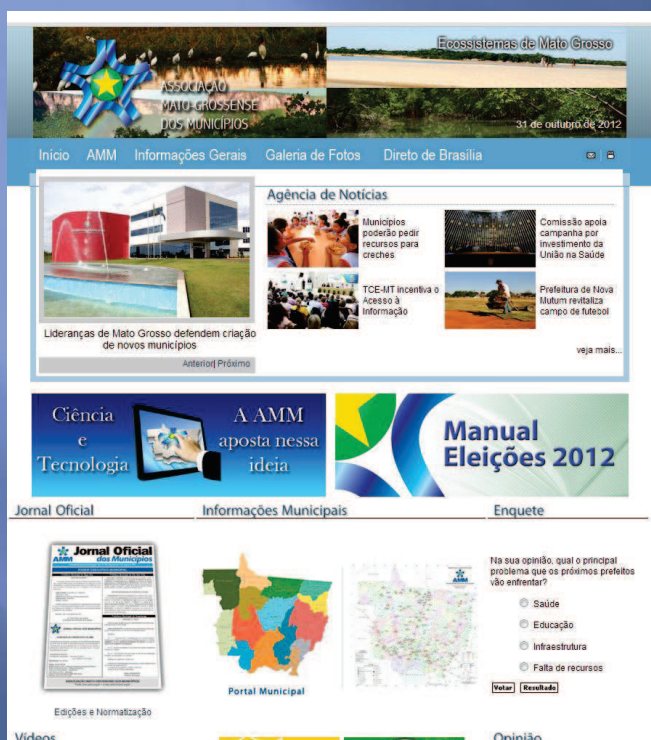 Ecossistemas de Mato Grosso
ASSOCIAÇÃO
MATO-GROSSENSE
DOS MUNICÍPIOS
31 de outubro de 2012
Início AMM Informações Gerais Galeria de Fotos Direto de Brasília
Agência de Notícias
Municípios
poderão pedir
recursos para
creches
Comissão apoia
campanha por
investimento da
União na Saúde
TCE-MT incentiva o
Acesso à
Informação
Prefeitura de Nova
Mutum revitaliza
campo de futebol
Lideranças de Mato Grosso defendem criação
de novos municípios
Anterior| Próximo
veja mais...
Ciência
e
Tecnologia
A AMM
aposta nessa
ideia
Manual
Eleições 2012
Jornal Oficial
Informações Municipais
Enquete
AMM
Jornal Oficial
dos Municípios
Edições e Normatização
Portal Municipal
AMM
Na sua opinião, qual o principal
problema que os próximos prefeitos
vão enfrentar?
Saúde
Educação
Infraestrutura
Falta de recursos
Votar Resultado
Vídeos
Opinião